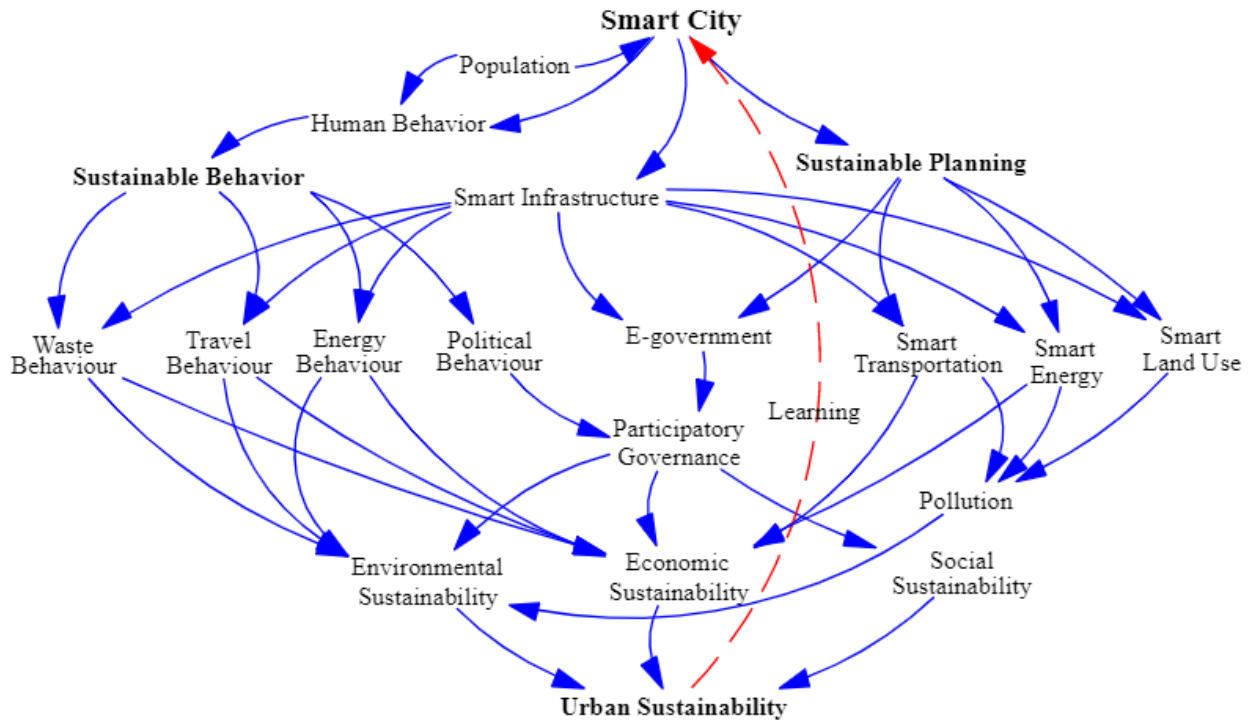 Smart City
Population
Human Behavior
Sustainable Behavior
Sustainable Planning
Smart Infrastructure
Waste
Behaviour
Travel
Behaviour
Energy
Behaviour
Political
Behaviour
E-government
Smart
Transportation
Smart
Energy
Smart
Land Use
Learning
Participatory
Governance
Pollution
Environmental
Sustainability
Economic
Sustainability
Social
Sustainability
Urban Sustainability